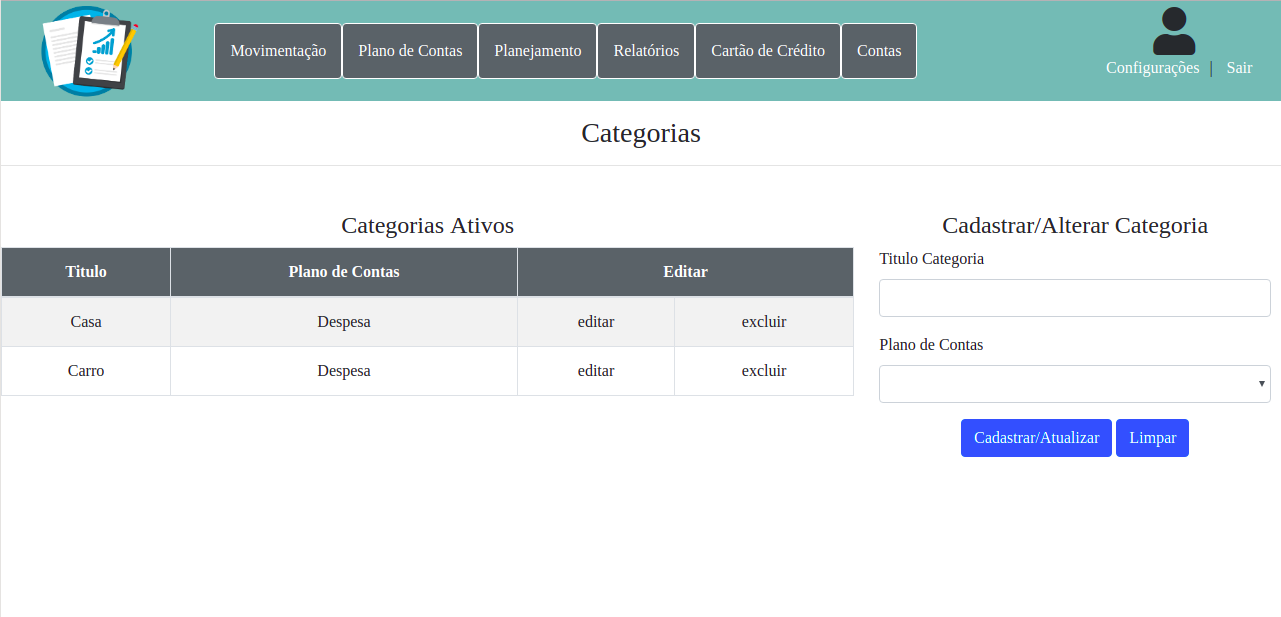 Movimentação Plano de Contas Planejamento Relatórios Cartão de Crédito Contas
Configurações | Sair
Categorias
Categorias Ativos
Titulo Plano de Contas Editar
Casa Despesa editar excluir
Carro Despesa editar excluir
Cadastrar/Alterar Categoria
Titulo Categoria
Plano de Contas
Cadastrar/Atualizar Limpar